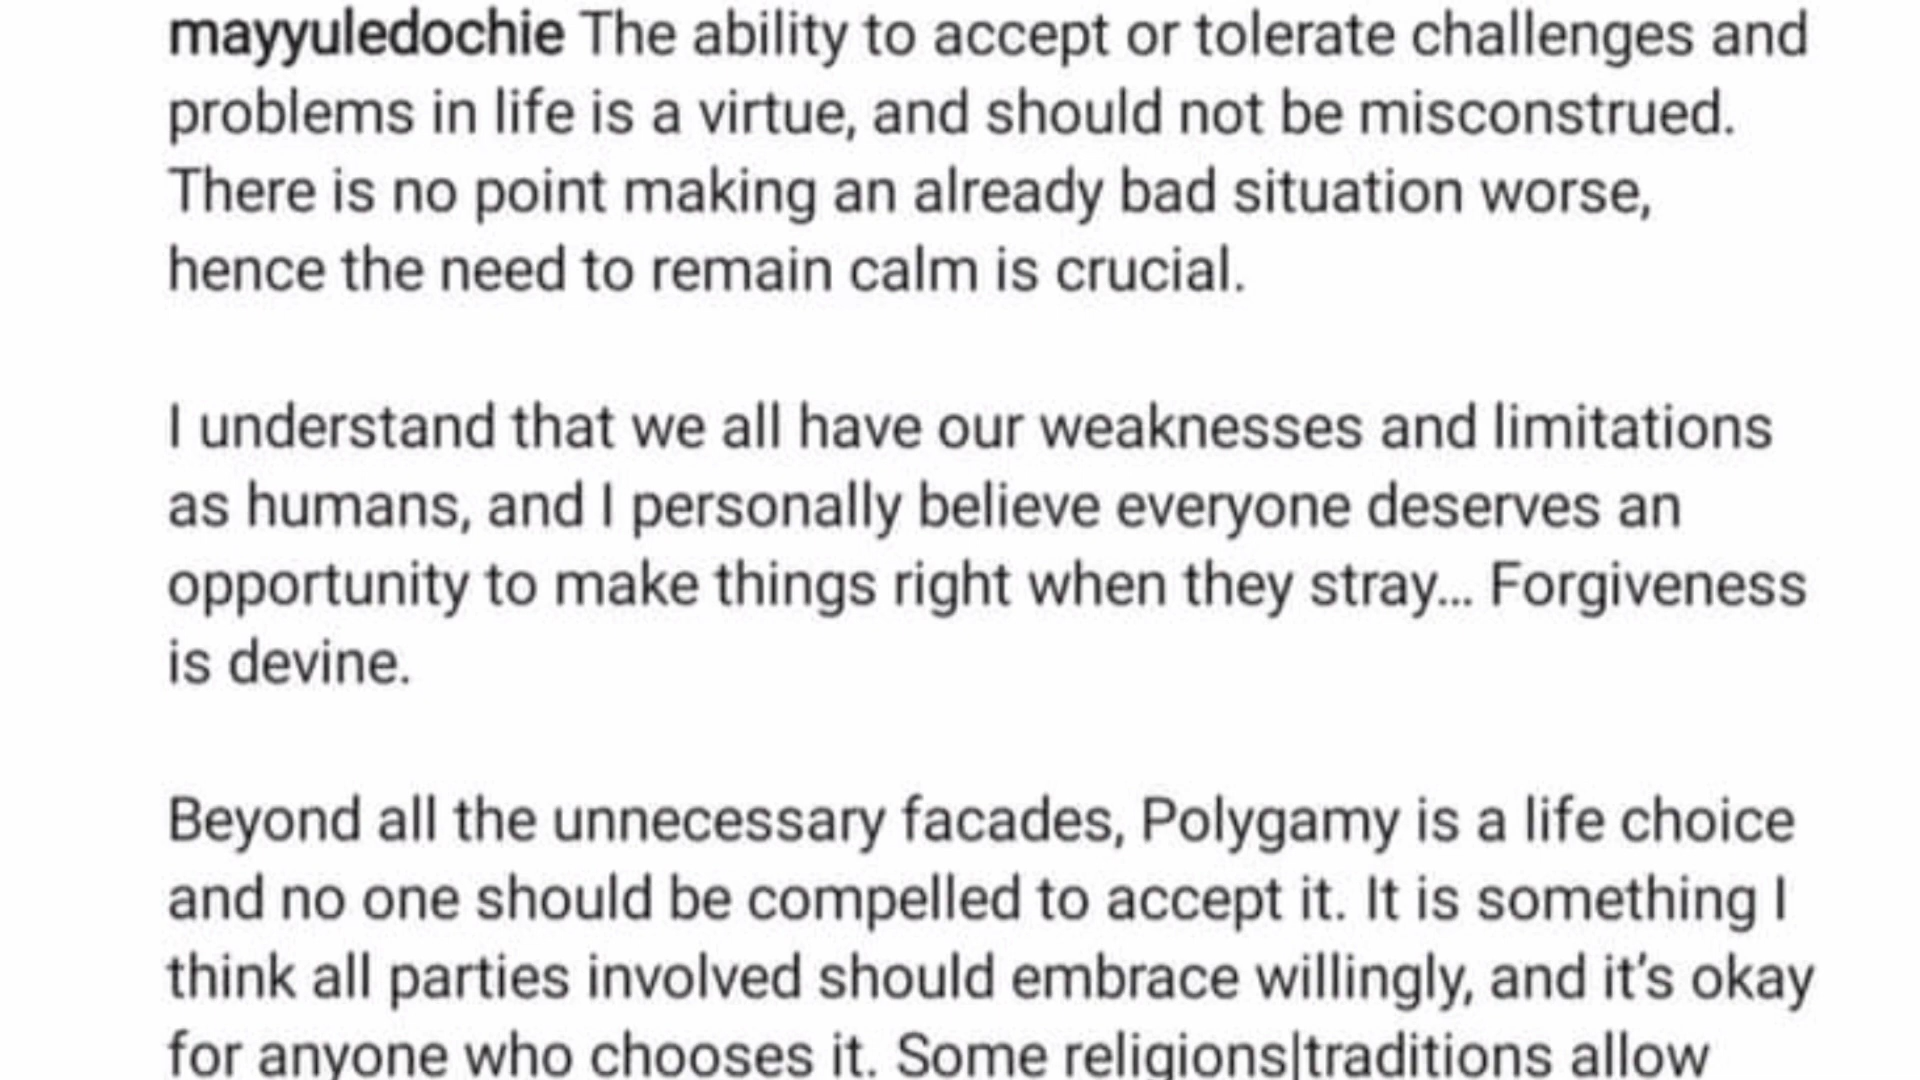 mayyuledochie The ability to accept or tolerate challenges and
problems in life is a virtue, and should not be misconstrued.
There is no point making an already bad situation worse,
hence the need to remain calm is crucial.
I understand that we all have our weaknesses and limitations
as humans, and I personally believe everyone deserves an
opportunity to make things right when they stray... Forgiveness
is devine.
Beyond all the unnecessary facades, Polygamy is a life choice
and no one should be compelled to accept it. It is something I
think all parties involved should embrace willingly, and it's okay
for anyone who chooses it. Some religions|traditions allow